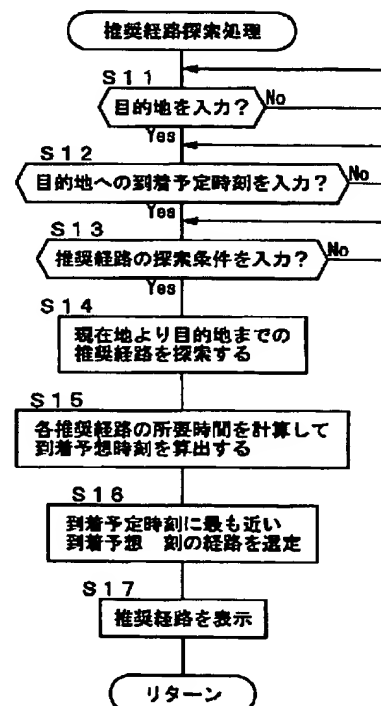 推奨経路探索処理
S11
目的地を入力?
No
Yes
S12
目的地への到着予定時刻を入力?
No
Yes
S13
推奨経路の探索条件を入力?
No
Yes
S14
現在地より目的地までの
推奨経路を探索する
S15
各推奨経路の所要時間を計算して
到着予想時刻を算出する
S16
到着予定時刻に最も近い
到着予想 刻の経路を選定
S17
推奨経路を表示
リターン